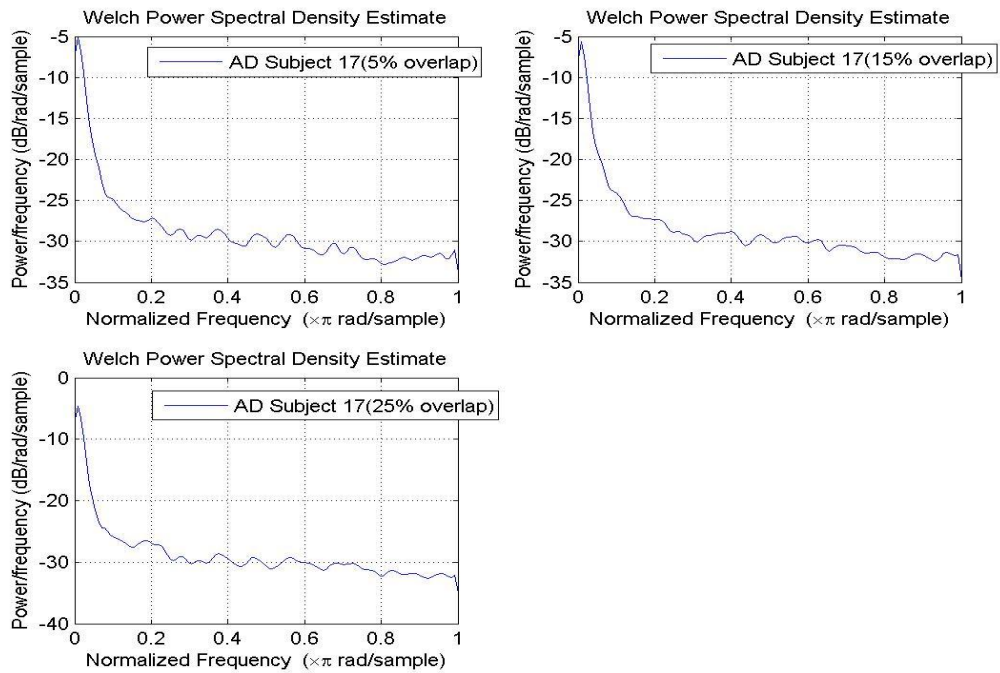 Welch Power Spectral Density Estimate
-5
-10
-15
-20
-25
-30
-35
Power/frequency (dB/rad/sample)
AD Subject 17(5% overlap)
0 0.2 0.4 0.6 0.8 1
Normalized Frequency (×π rad/sample)
Welch Power Spectral Density Estimate
-5
-10
-15
-20
-25
-30
-35
Power/frequency (dB/rad/sample)
AD Subject 17(15% overlap)
0 0.2 0.4 0.6 0.8 1
Normalized Frequency (×π rad/sample)
Welch Power Spectral Density Estimate
0
-10
-20
-30
-40
Power/frequency (dB/rad/sample)
AD Subject 17(25% overlap)
0 0.2 0.4 0.6 0.8 1
Normalized Frequency (×π rad/sample)